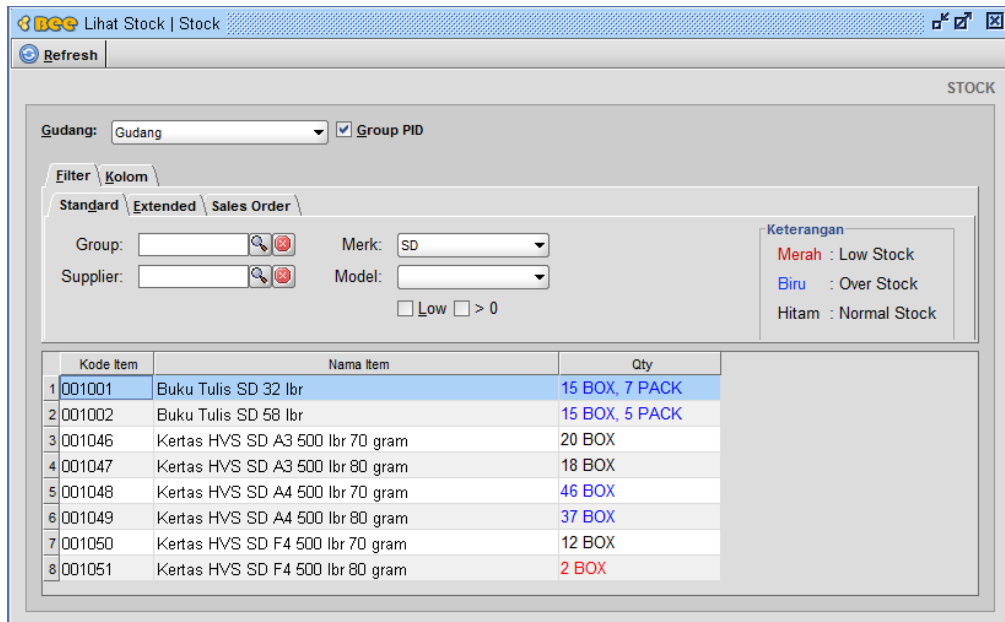 Bee Lihat Stock | Stock
Refresh
STOCK
Gudang: Gudang Group PID
Filter Kolom
Standard Extended Sales Order
Group: Merk: SD
Supplier: Model:
Low > 0
Keterangan
Merah : Low Stock
Biru : Over Stock
Hitam : Normal Stock
Kode Item Nama Item Qty
1 001001 Buku Tulis SD 32 lbr 15 BOX, 7 PACK
2 001002 Buku Tulis SD 58 lbr 15 BOX, 5 PACK
3 001046 Kertas HVS SD A3 500 lbr 70 gram 20 BOX
4 001047 Kertas HVS SD A3 500 lbr 80 gram 18 BOX
5 001048 Kertas HVS SD A4 500 lbr 70 gram 46 BOX
6 001049 Kertas HVS SD A4 500 lbr 80 gram 37 BOX
7 001050 Kertas HVS SD F4 500 lbr 70 gram 12 BOX
8 001051 Kertas HVS SD F4 500 lbr 80 gram 2 BOX